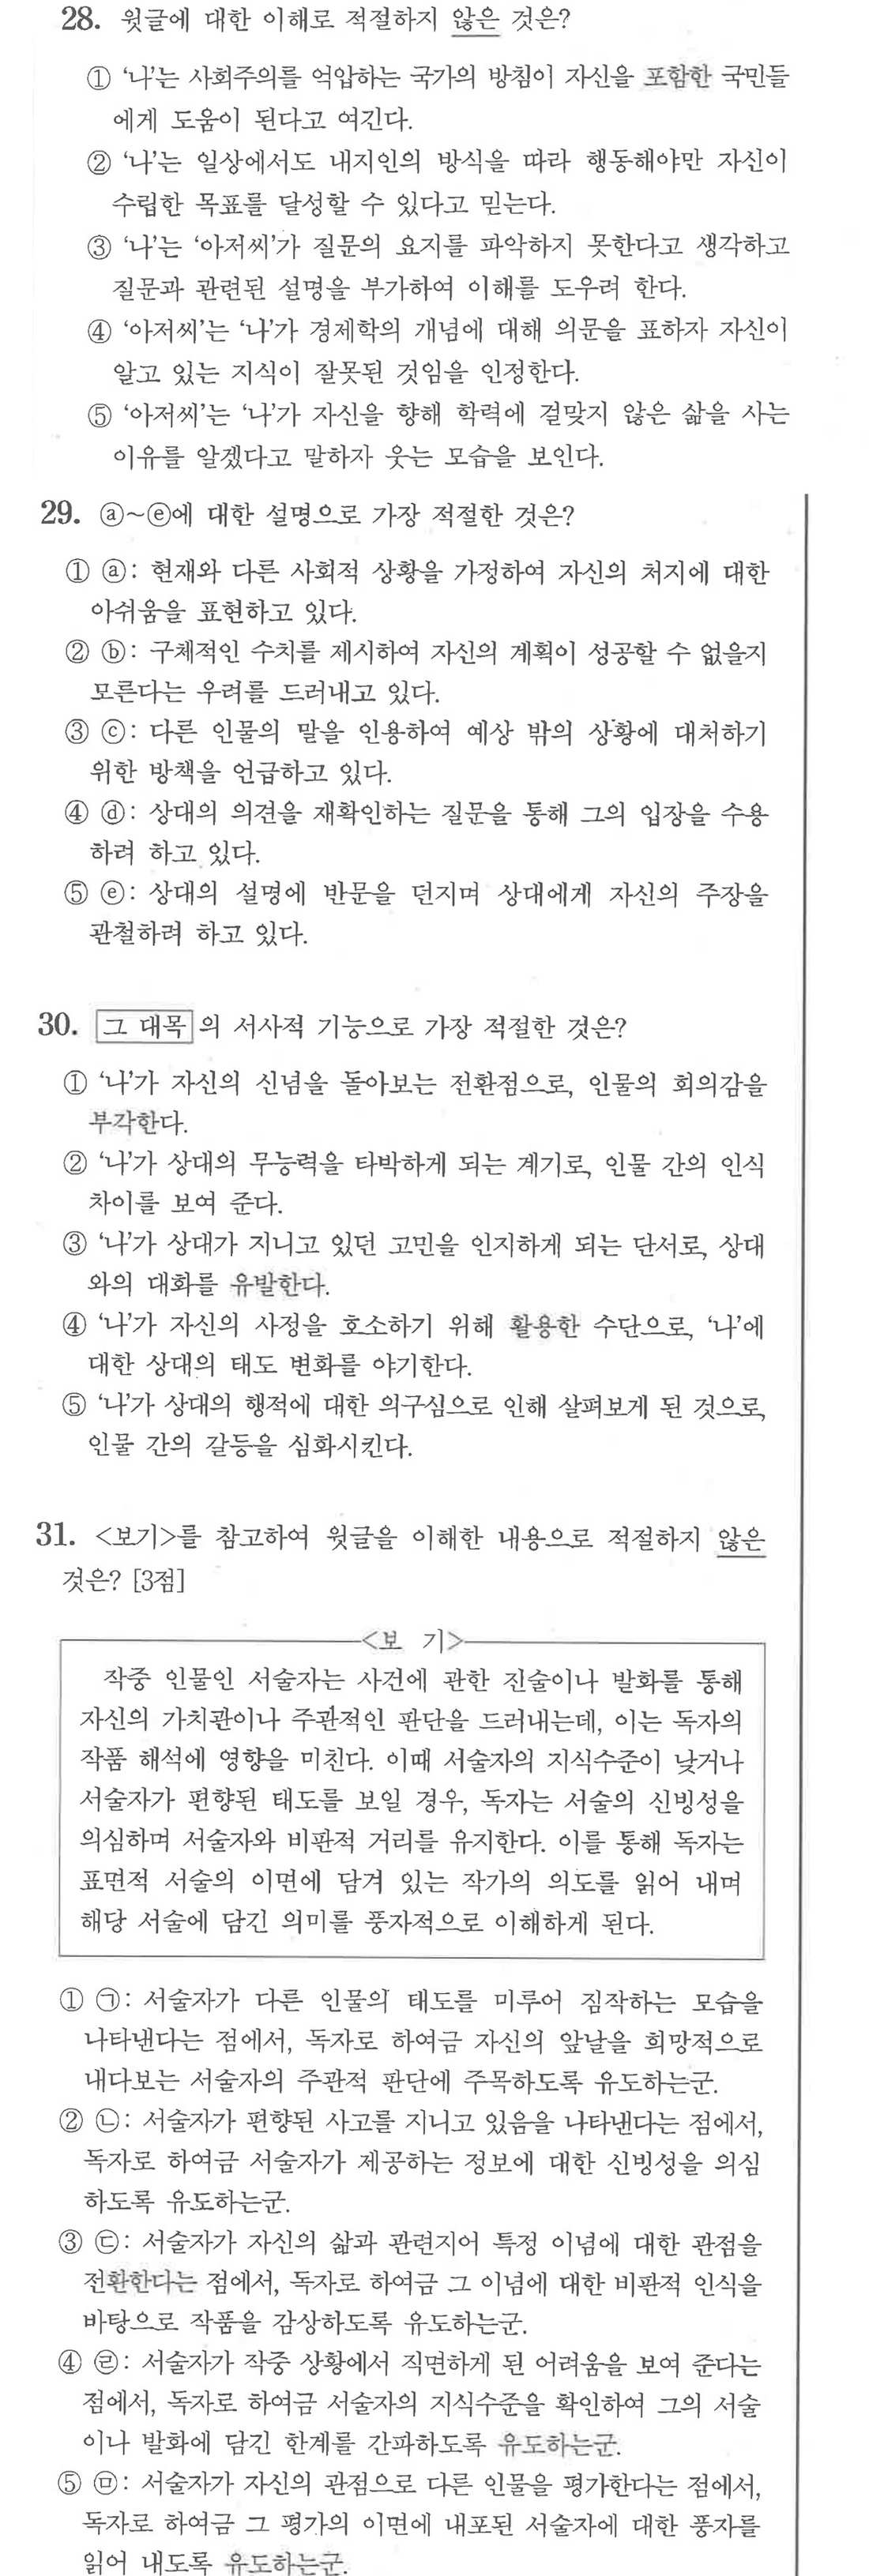 28. 윗글에 대한 이해로 적절하지 않은 것은?
① ‘나’는 사회주의를 억압하는 국가의 방침이 자신을 포함한 국민들
에게 도움이 된다고 여긴다.
② ‘나’는 일상에서도 내지인의 방식을 따라 행동해야만 자신이
수립한 목표를 달성할 수 있다고 믿는다.
③ ‘나’는 ‘아저씨’가 질문의 요지를 파악하지 못한다고 생각하고
질문과 관련된 설명을 부가하여 이해를 도우려 한다.
④ ‘아저씨’는 ‘나’가 경제학의 개념에 대해 의문을 표하자 자신이
알고 있는 지식이 잘못된 것임을 인정한다.
⑤ ‘아저씨’는 ‘나’가 자신을 향해 학력에 걸맞지 않은 삶을 사는
이유를 알겠다고 말하자 웃는 모습을 보인다.
29. ⓐ~ⓔ에 대한 설명으로 가장 적절한 것은?
① ⓐ: 현재와 다른 사회적 상황을 가정하여 자신의 처지에 대한
아쉬움을 표현하고 있다.
② ⓑ: 구체적인 수치를 제시하여 자신의 계획이 성공할 수 없을지
모른다는 우려를 드러내고 있다.
③ ⓒ: 다른 인물의 말을 인용하여 예상 밖의 상황에 대처하기
위한 방책을 언급하고 있다.
④ ⓓ: 상대의 의견을 재확인하는 질문을 통해 그의 입장을 수용
하려 하고 있다.
⑤ ⓔ: 상대의 설명에 반문을 던지며 상대에게 자신의 주장을
관철하려 하고 있다.
30. 그 대목 의 서사적 기능으로 가장 적절한 것은?
① ‘나’가 자신의 신념을 돌아보는 전환점으로, 인물의 회의감을
부각한다.
② ‘나’가 상대의 무능력을 타박하게 되는 계기로, 인물 간의 인식
차이를 보여 준다.
③ ‘나’가 상대가 지니고 있던 고민을 인지하게 되는 단서로, 상대
와의 대화를 유발한다.
④ ‘나’가 자신의 사정을 호소하기 위해 활용한 수단으로, ‘나’에
대한 상대의 태도 변화를 야기한다.
⑤ ‘나’가 상대의 행적에 대한 의구심으로 인해 살펴보게 된 것으로,
인물 간의 갈등을 심화시킨다.
31. <보기>를 참고하여 윗글을 이해한 내용으로 적절하지 않은
것은? [3점]
<보 기>
작중 인물인 서술자는 사건에 관한 진술이나 발화를 통해
자신의 가치관이나 주관적인 판단을 드러내는데, 이는 독자의
작품 해석에 영향을 미친다. 이때 서술자의 지식수준이 낮거나
서술자가 편향된 태도를 보일 경우, 독자는 서술의 신빙성을
의심하며 서술자와 비판적 거리를 유지한다. 이를 통해 독자는
표면적 서술의 이면에 담겨 있는 작가의 의도를 읽어 내며
해당 서술에 담긴 의미를 풍자적으로 이해하게 된다.
① ㉠: 서술자가 다른 인물의 태도를 미루어 짐작하는 모습을
나타낸다는 점에서, 독자로 하여금 자신의 앞날을 희망적으로
내다보는 서술자의 주관적 판단에 주목하도록 유도하는군.
② ㉡: 서술자가 편향된 사고를 지니고 있음을 나타낸다는 점에서,
독자로 하여금 서술자가 제공하는 정보에 대한 신빙성을 의심
하도록 유도하는군.
③ ㉢: 서술자가 자신의 삶과 관련지어 특정 이념에 대한 관점을
전환한다는 점에서, 독자로 하여금 그 이념에 대한 비판적 인식을
바탕으로 작품을 감상하도록 유도하는군.
④ ㉣: 서술자가 작중 상황에서 직면하게 된 어려움을 보여 준다는
점에서, 독자로 하여금 서술자의 지식수준을 확인하여 그의 서술
이나 발화에 담긴 한계를 간파하도록 유도하는군.
⑤ ㉤: 서술자가 자신의 관점으로 다른 인물을 평가한다는 점에서,
독자로 하여금 그 평가의 이면에 내포된 서술자에 대한 풍자를
읽어 내도록 유도하는군.